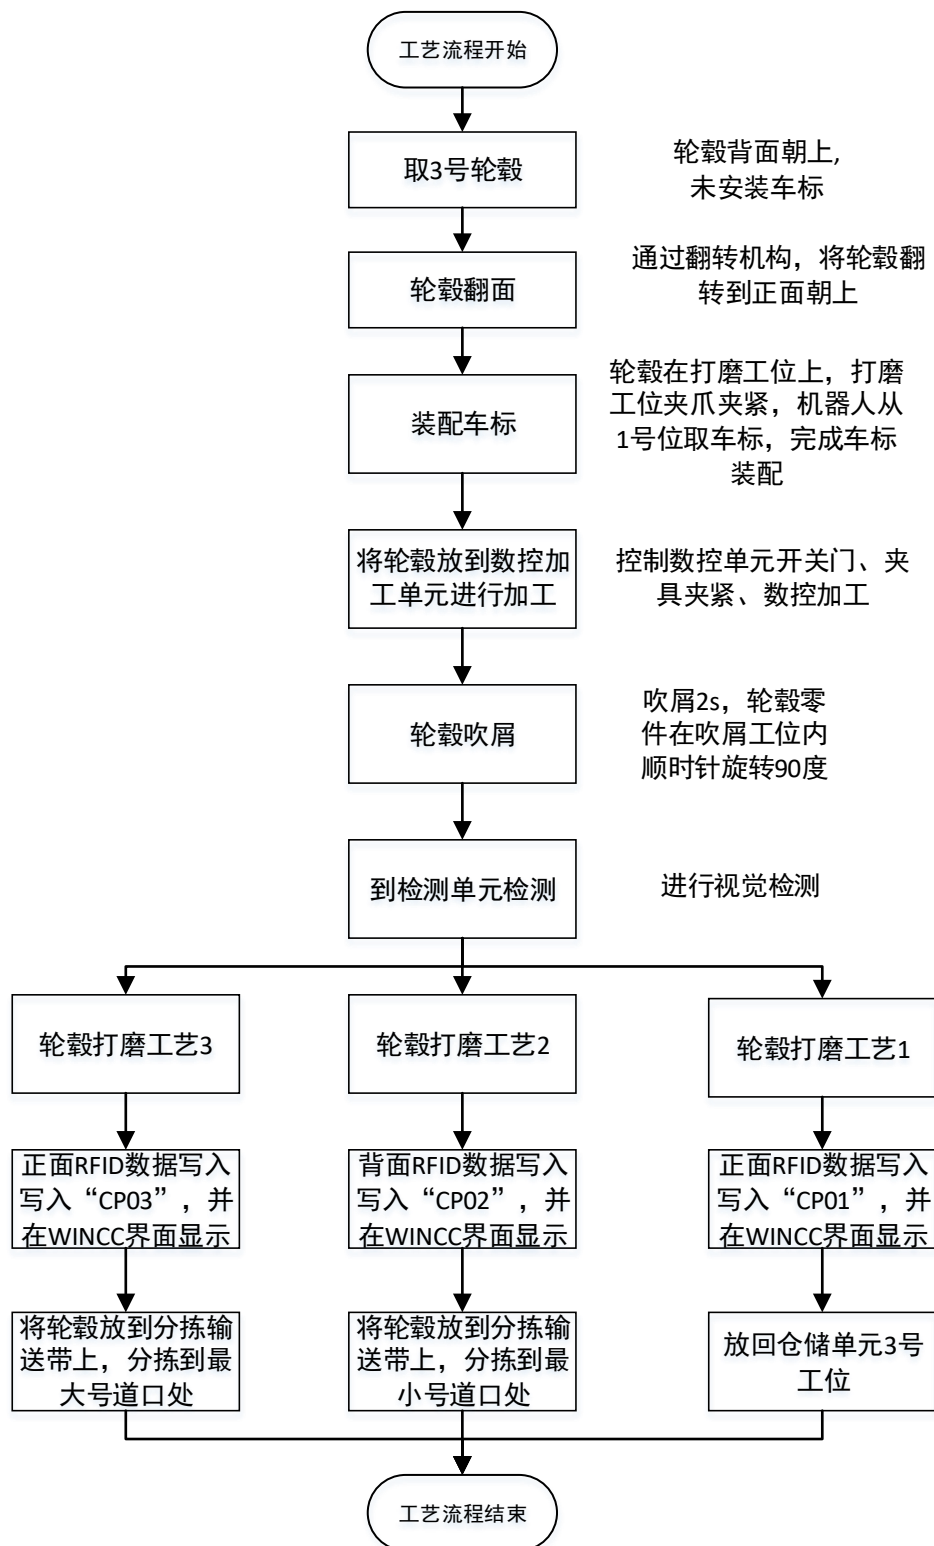 工艺流程开始
取3号轮毂
轮毂背面朝上,
未安装车标
轮毂翻面
通过翻转机构，将轮毂翻
转到正面朝上
装配车标
轮毂在打磨工位上，打磨
工位夹爪夹紧，机器人从
1号位取车标，完成车标
装配
将轮毂放到数控加
工单元进行加工
控制数控单元开关门、夹
具夹紧、数控加工
轮毂吹屑
吹屑2s，轮毂零
件在吹屑工位内
顺时针旋转90度
到检测单元检测
进行视觉检测
轮毂打磨工艺3
轮毂打磨工艺2
轮毂打磨工艺1
正面RFID数据写入
写入“CP03”，并
在WINCC界面显示
背面RFID数据写入
写入“CP02”，并
在WINCC界面显示
正面RFID数据写入
写入“CP01”，并
在WINCC界面显示
将轮毂放到分拣输
送带上，分拣到最
大号道口处
将轮毂放到分拣输
送带上，分拣到最
小号道口处
放回仓储单元3号
工位
工艺流程结束